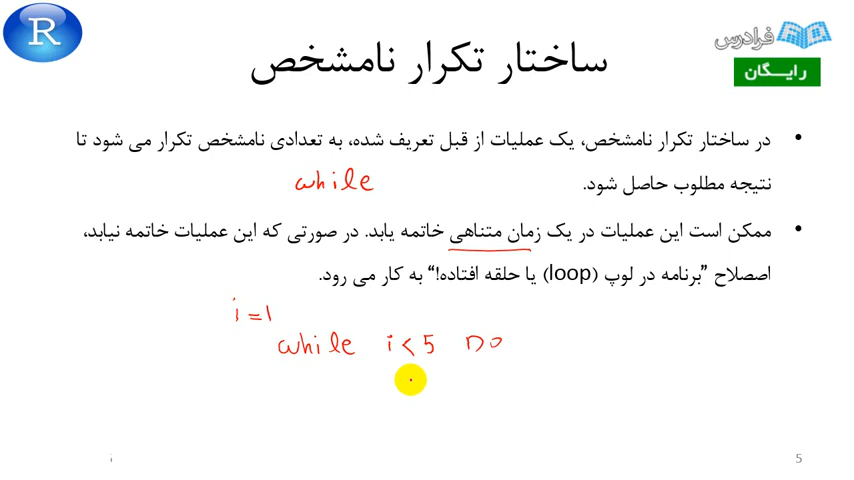 R
فرادرس
رایـــگان
ساختار تکرار نامشخص
• در ساختار تکرار نامشخص، یک عملیات از قبل تعریف شده، به تعدادی نامشخص تکرار می شود تا
نتیجه مطلوب حاصل شود.
while
• ممکن است این عملیات در یک زمان متناهی خاتمه یابد. در صورتی که این عملیات خاتمه نیابد،
اصصلاح ”برنامه در لوپ (loop) یا حلقه افتاده!“ به کار می رود.
i=1
while i<5 DO
5